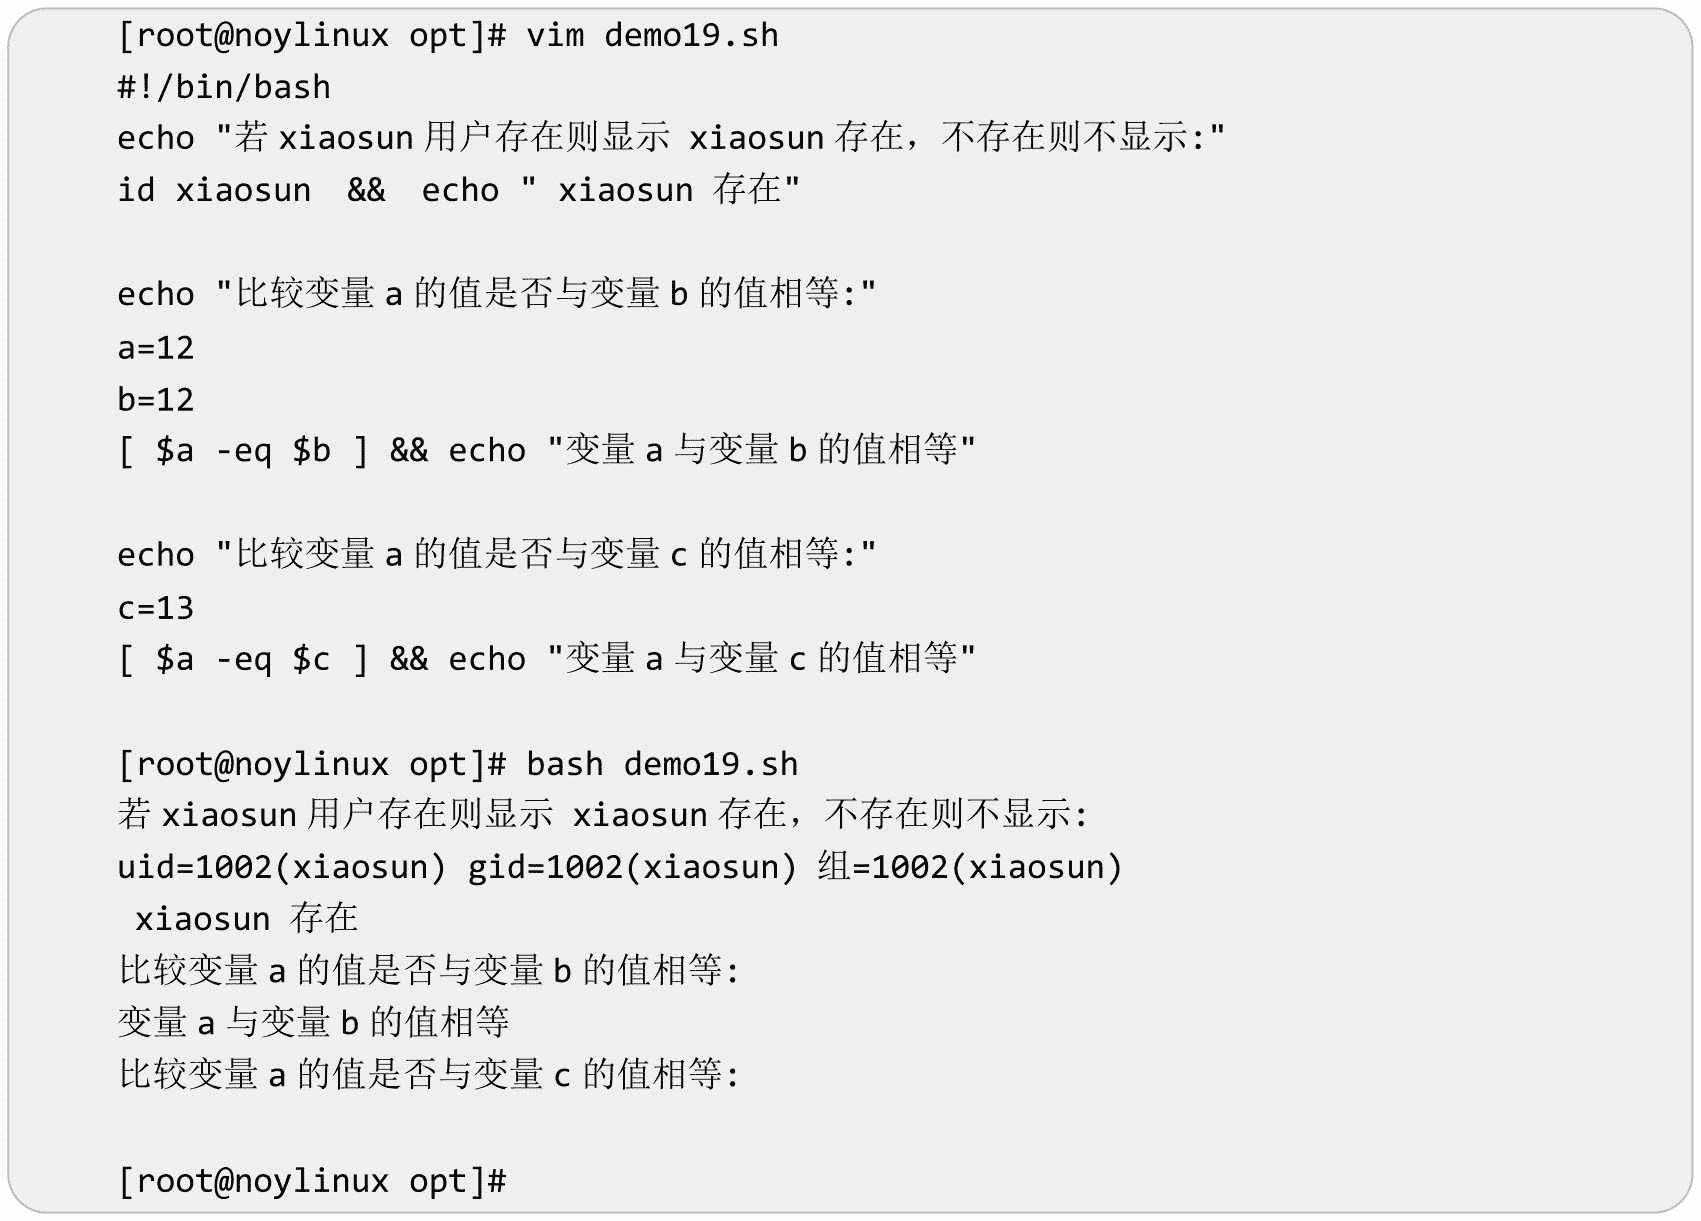 [root@noylinux opt]# vim demo19.sh
#!/bin/bash
echo "若 xiaosun 用户存在则显示 xiaosun 存在，不存在则不显示:"
id xiaosun  &&  echo " xiaosun 存在"
echo "比较变量 a 的值是否与变量 b 的值相等:"
a=12
b=12
[ $a -eq $b ] && echo "变量 a 与变量 b 的值相等"
echo "比较变量 a 的值是否与变量 c 的值相等:"
c=13
[ $a -eq $c ] && echo "变量 a 与变量 c 的值相等"
[root@noylinux opt]# bash demo19.sh
若 xiaosun 用户存在则显示 xiaosun 存在，不存在则不显示:
uid=1002(xiaosun) gid=1002(xiaosun) 组=1002(xiaosun)
 xiaosun 存在
比较变量 a 的值是否与变量 b 的值相等:
变量 a 与变量 b 的值相等
比较变量 a 的值是否与变量 c 的值相等:
[root@noylinux opt]#